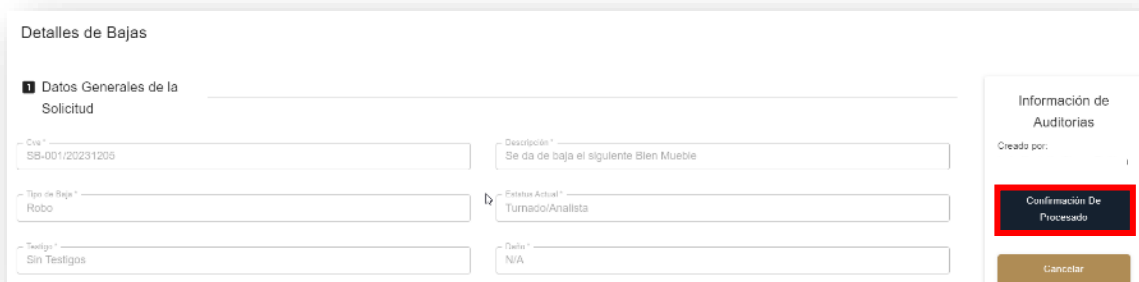 Detalles de Bajas
1 Datos Generales de la
Solicitud
Cve *
SB-001/20231205
Descripción *
Se da de baja el siguiente Bien Mueble
Tipo de Baja *
Robo
Estatus Actual *
Turnado/Analista
Testigo *
Sin Testigos
Daño *
N/A
Información de
Auditorias
Creado por:
Confirmación De
Procesado
Cancelar